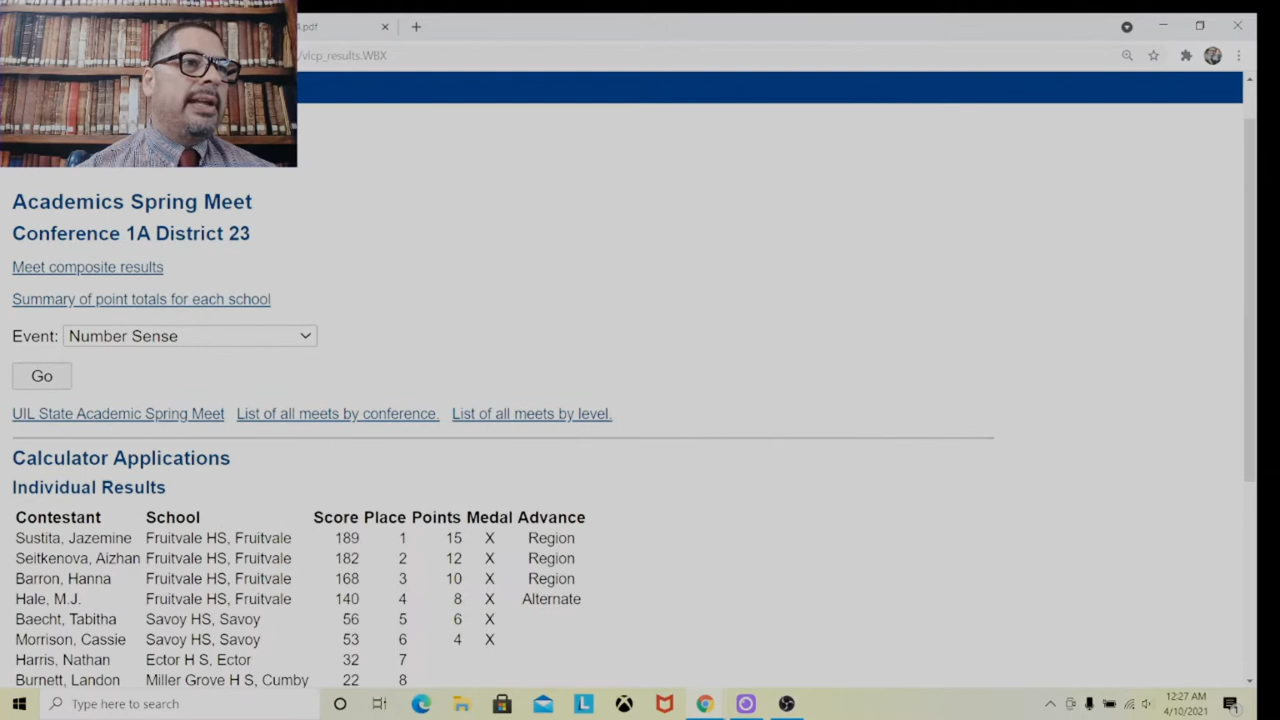 4.pdf
/vlcp_results.WBX
Academics Spring Meet
Conference 1A District 23
Meet composite results
Summary of point totals for each school
Event: Number Sense
Go
UIL State Academic Spring Meet List of all meets by conference. List of all meets by level.
Calculator Applications
Individual Results
Contestant School Score Place Points Medal Advance
Sustita, Jazemine Fruitvale HS, Fruitvale 189 1 15 X Region
Seitkenova, Aizhan Fruitvale HS, Fruitvale 182 2 12 X Region
Barron, Hanna Fruitvale HS, Fruitvale 168 3 10 X Region
Hale, M.J. Fruitvale HS, Fruitvale 140 4 8 X Alternate
Baecht, Tabitha Savoy HS, Savoy 56 5 6 X
Morrison, Cassie Savoy HS, Savoy 53 6 4 X
Harris, Nathan Ector H S, Ector 32 7
Burnett, Landon Miller Grove H S, Cumby 22 8
Type here to search
12:27 AM
4/10/2021